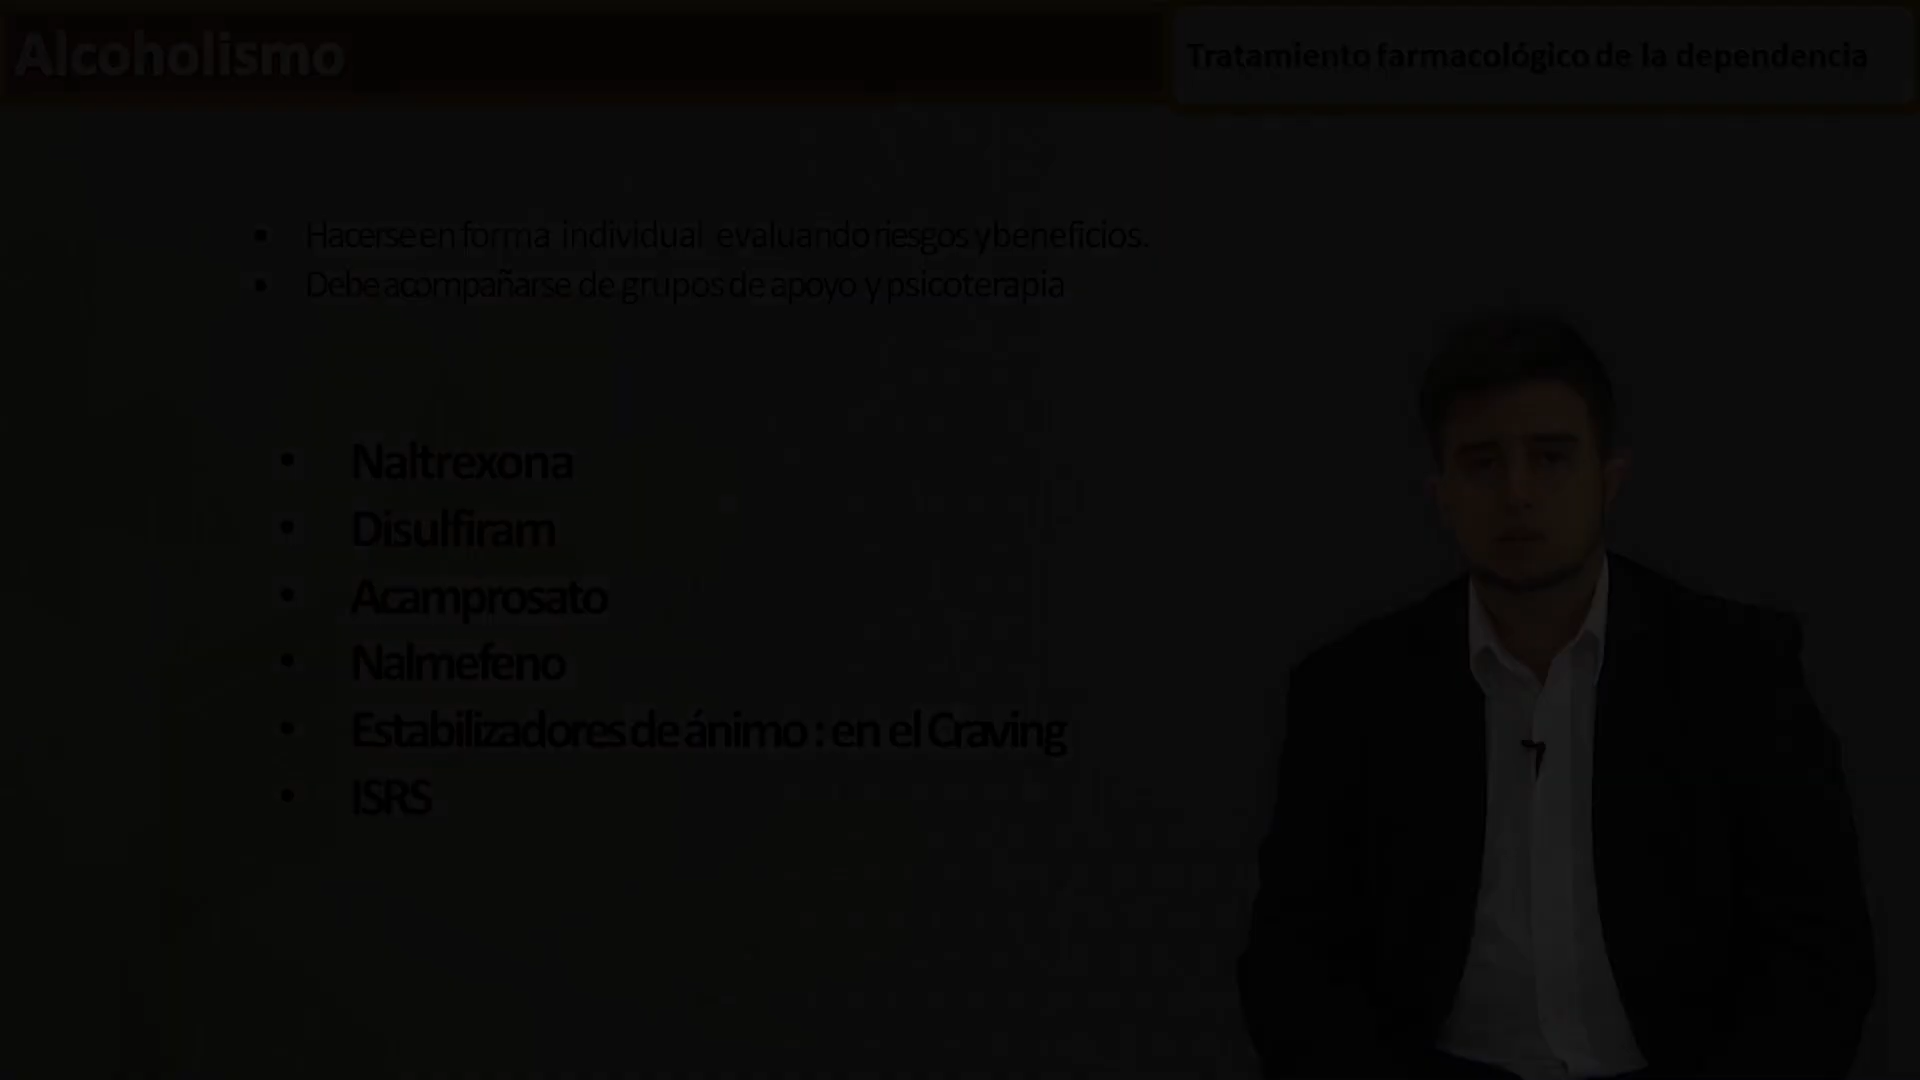 Alcoholismo
Tratamiento farmacológico de la dependencia
• Hacerse en forma individual evaluando riesgos y beneficios.
• Debe acompañarse de grupos de apoyo y psicoterapia
• Naltrexona
• Disulfiram
• Acamprosato
• Nalmefeno
• Estabilizadores de ánimo : en el Craving
• ISRS